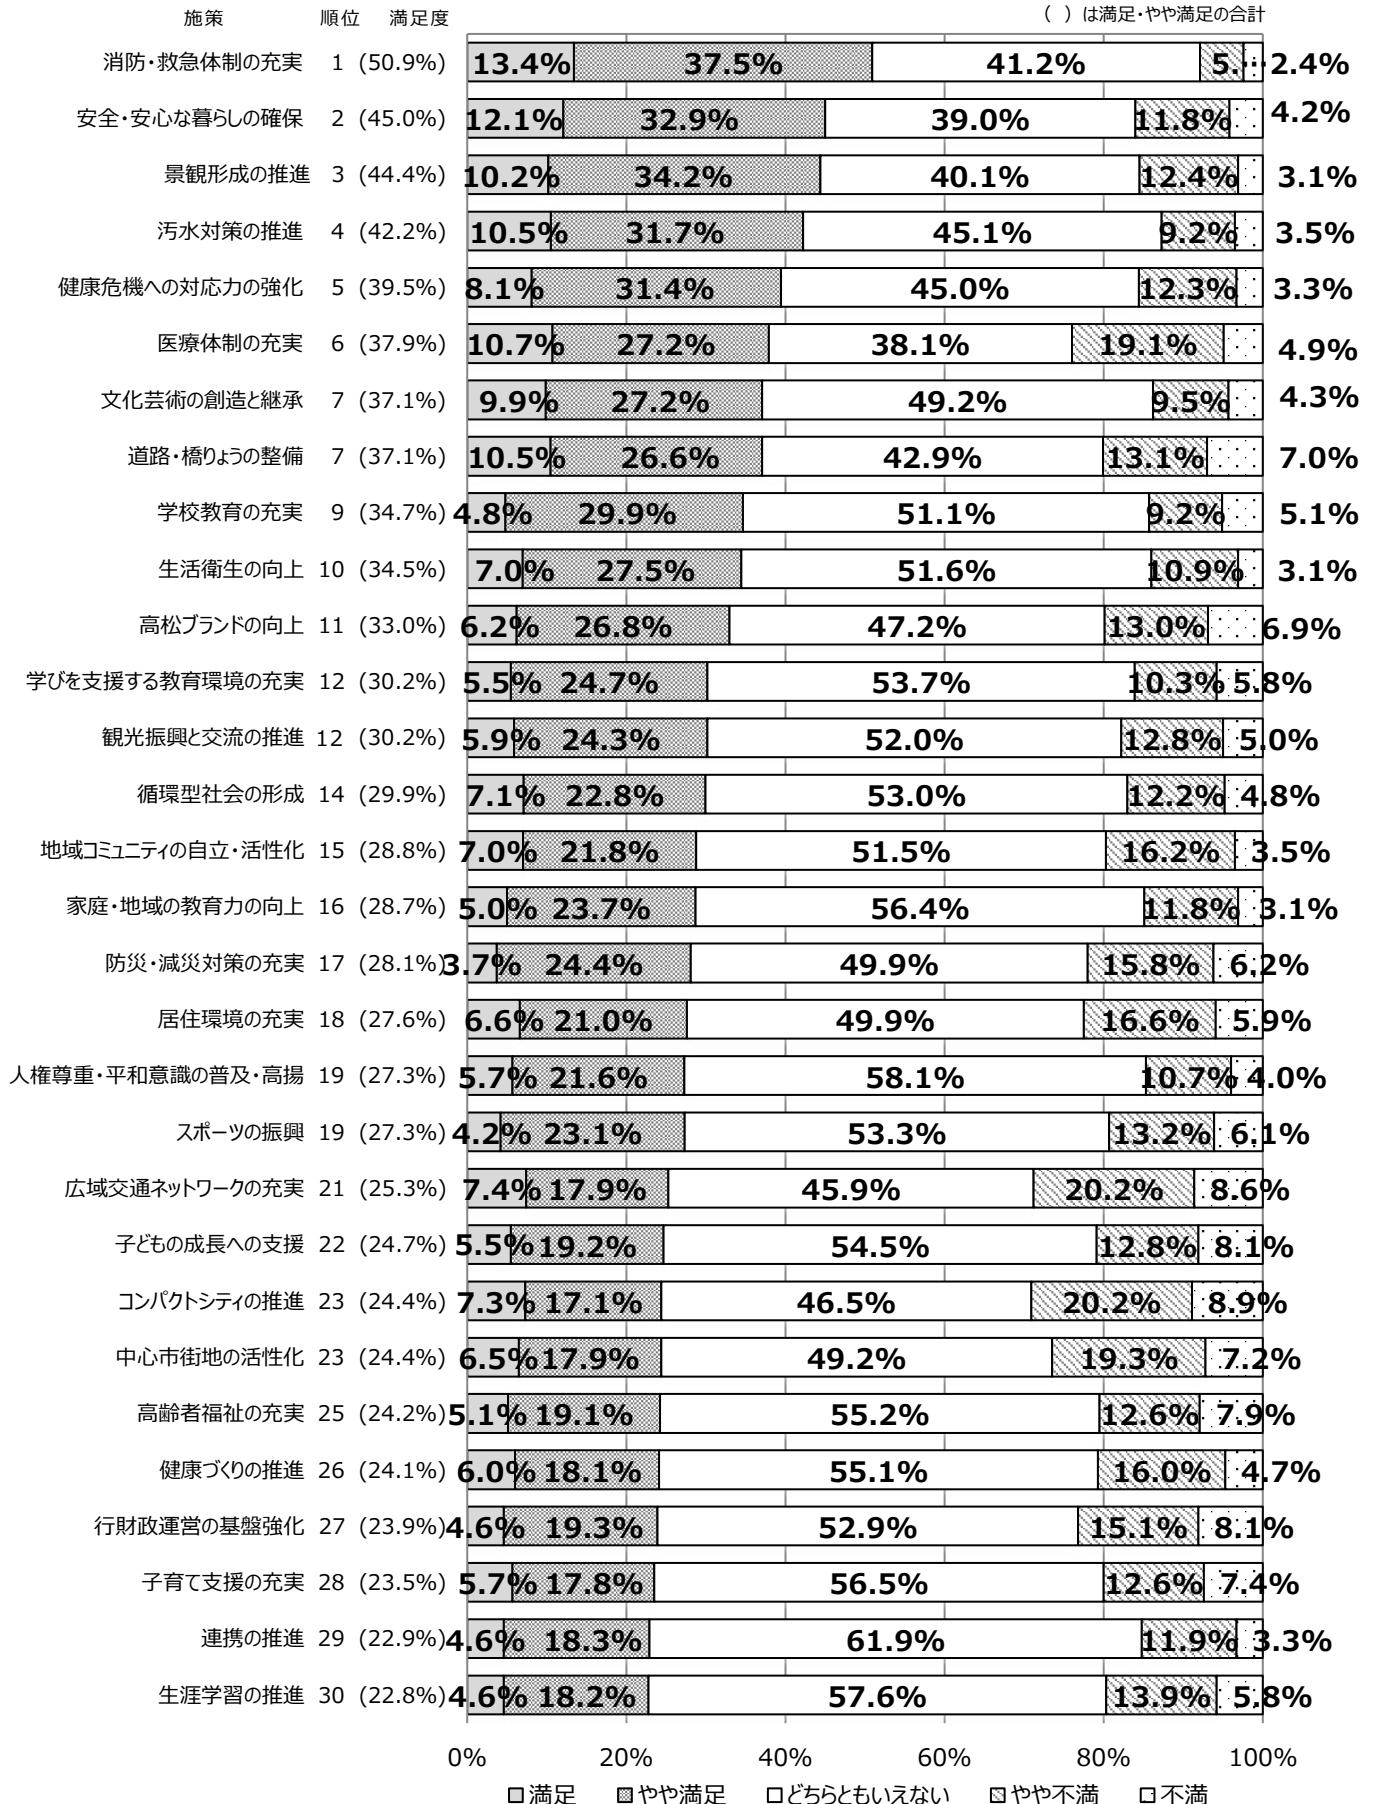 施策 順位 満足度 ( )は満足・やや満足の合計
消防・救急体制の充実 1 (50.9%) 13.4% 37.5% 41.2% 5.… 2.4%
安全・安心な暮らしの確保 2 (45.0%) 12.1% 32.9% 39.0% 11.8% 4.2%
景観形成の推進 3 (44.4%) 10.2% 34.2% 40.1% 12.4% 3.1%
汚水対策の推進 4 (42.2%) 10.5% 31.7% 45.1% 9.2% 3.5%
健康危機への対応力の強化 5 (39.5%) 8.1% 31.4% 45.0% 12.3% 3.3%
医療体制の充実 6 (37.9%) 10.7% 27.2% 38.1% 19.1% 4.9%
文化芸術の創造と継承 7 (37.1%) 9.9% 27.2% 49.2% 9.5% 4.3%
道路・橋りょうの整備 7 (37.1%) 10.5% 26.6% 42.9% 13.1% 7.0%
学校教育の充実 9 (34.7%) 4.8% 29.9% 51.1% 9.2% 5.1%
生活衛生の向上 10 (34.5%) 7.0% 27.5% 51.6% 10.9% 3.1%
高松ブランドの向上 11 (33.0%) 6.2% 26.8% 47.2% 13.0% 6.9%
学びを支援する教育環境の充実 12 (30.2%) 5.5% 24.7% 53.7% 10.3% 5.8%
観光振興と交流の推進 12 (30.2%) 5.9% 24.3% 52.0% 12.8% 5.0%
循環型社会の形成 14 (29.9%) 7.1% 22.8% 53.0% 12.2% 4.8%
地域コミュニティの自立・活性化 15 (28.8%) 7.0% 21.8% 51.5% 16.2% 3.5%
家庭・地域の教育力の向上 16 (28.7%) 5.0% 23.7% 56.4% 11.8% 3.1%
防災・減災対策の充実 17 (28.1%) 3.7% 24.4% 49.9% 15.8% 6.2%
居住環境の充実 18 (27.6%) 6.6% 21.0% 49.9% 16.6% 5.9%
人権尊重・平和意識の普及・高揚 19 (27.3%) 5.7% 21.6% 58.1% 10.7% 4.0%
スポーツの振興 19 (27.3%) 4.2% 23.1% 53.3% 13.2% 6.1%
広域交通ネットワークの充実 21 (25.3%) 7.4% 17.9% 45.9% 20.2% 8.6%
子どもの成長への支援 22 (24.7%) 5.5% 19.2% 54.5% 12.8% 8.1%
コンパクトシティの推進 23 (24.4%) 7.3% 17.1% 46.5% 20.2% 8.9%
中心市街地の活性化 23 (24.4%) 6.5% 17.9% 49.2% 19.3% 7.2%
高齢者福祉の充実 25 (24.2%) 5.1% 19.1% 55.2% 12.6% 7.9%
健康づくりの推進 26 (24.1%) 6.0% 18.1% 55.1% 16.0% 4.7%
行財政運営の基盤強化 27 (23.9%) 4.6% 19.3% 52.9% 15.1% 8.1%
子育て支援の充実 28 (23.5%) 5.7% 17.8% 56.5% 12.6% 7.4%
連携の推進 29 (22.9%) 4.6% 18.3% 61.9% 11.9% 3.3%
生涯学習の推進 30 (22.8%) 4.6% 18.2% 57.6% 13.9% 5.8%
0% 20% 40% 60% 80% 100%
満足 やや満足 どちらともいえない やや不満 不満